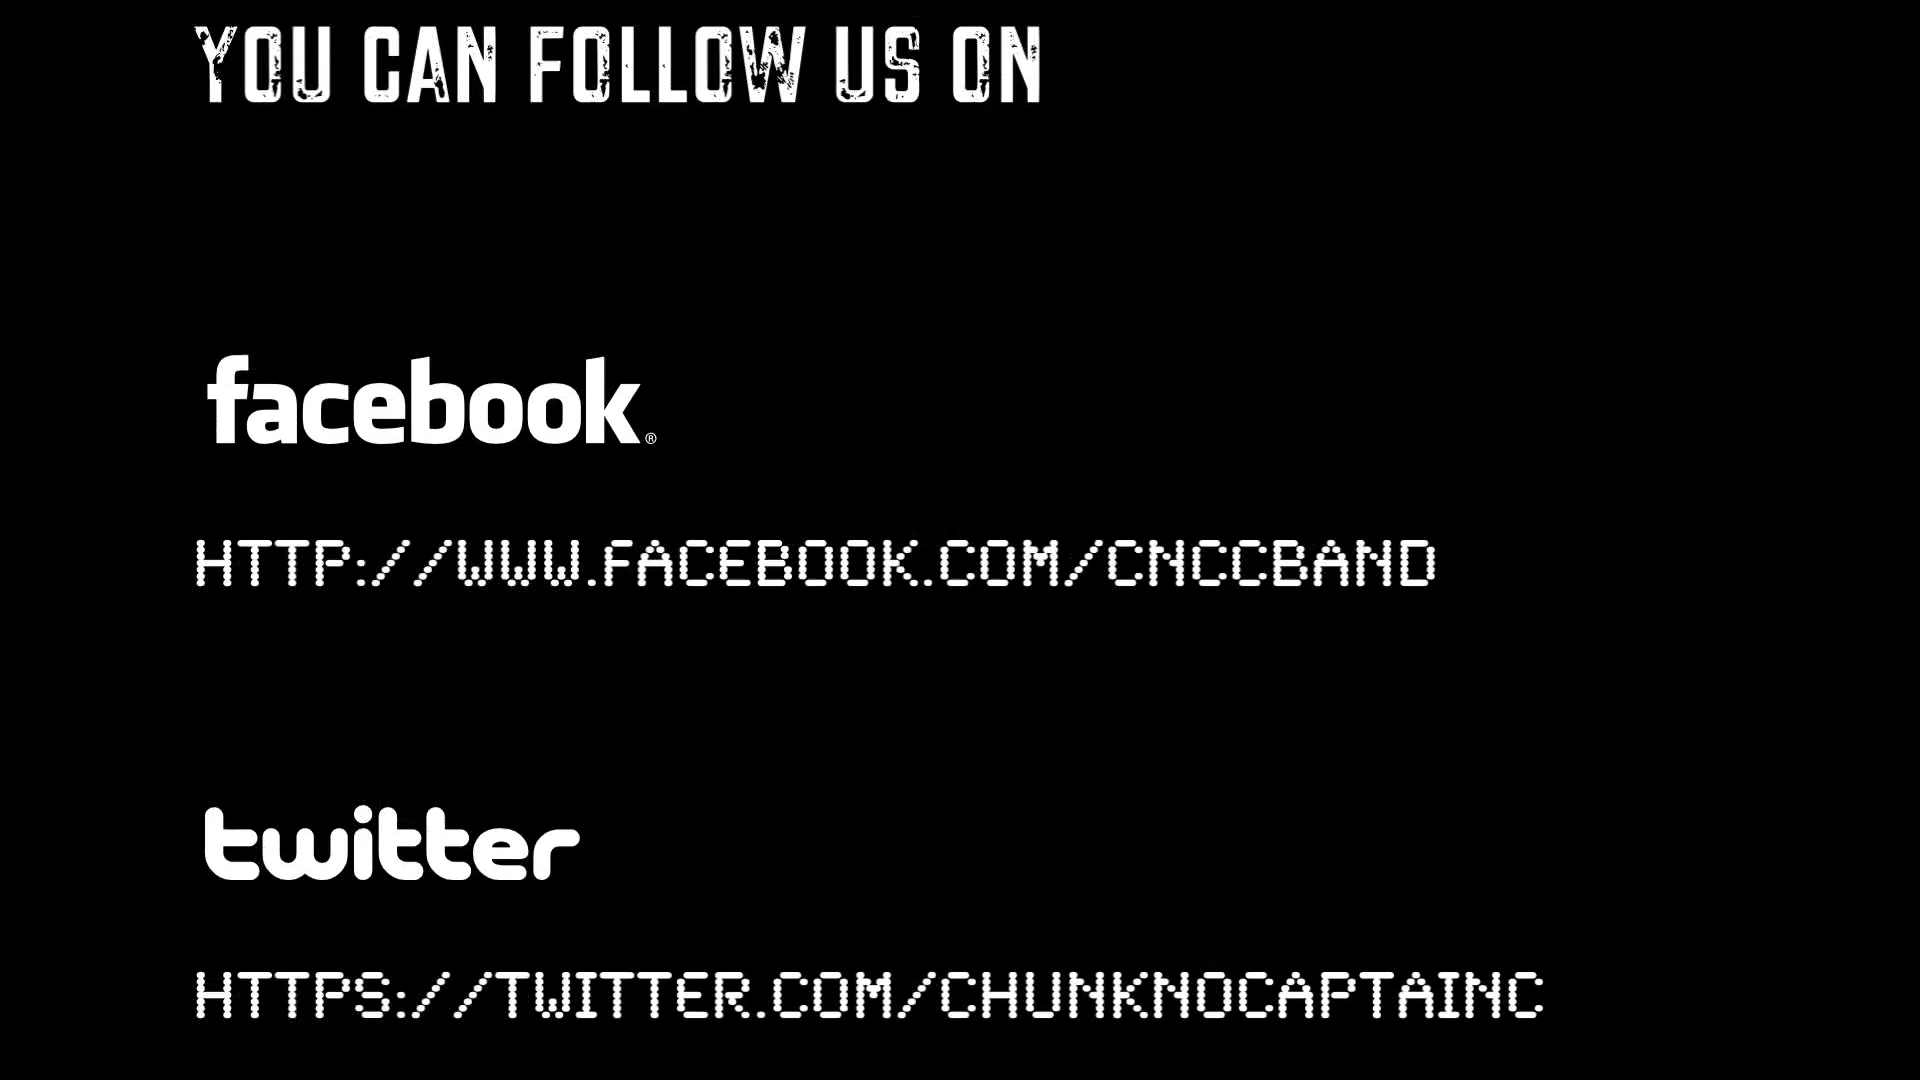 YOU CAN FOLLOW US ON
facebook®
HTTP://WWW.FACEBOOK.COM/CNCCBAND
twitter
HTTPS://TWITTER.COM/CHUNKNOCAPTAINC